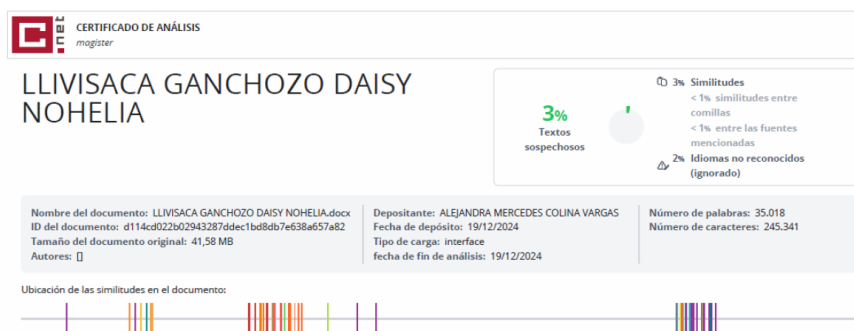 C.net
CERTIFICADO DE ANÁLISIS
magister
LLIVISACA GANCHOZO DAISY
NOHELIA
3%
Textos
sospechosos
3% Similitudes
< 1% similitudes entre
comillas
< 1% entre las fuentes
mencionadas
2% Idiomas no reconocidos
(ignorado)
Nombre del documento: LLIVISACA GANCHOZO DAISY NOHELIA.docx
ID del documento: d114cd022b02943287ddec1bd8db7e638a657a82
Tamaño del documento original: 41,58 MB
Autores: []
Depositante: ALEJANDRA MERCEDES COLINA VARGAS
Fecha de depósito: 19/12/2024
Tipo de carga: interface
fecha de fin de análisis: 19/12/2024
Número de palabras: 35.018
Número de caracteres: 245.341
Ubicación de las similitudes en el documento: